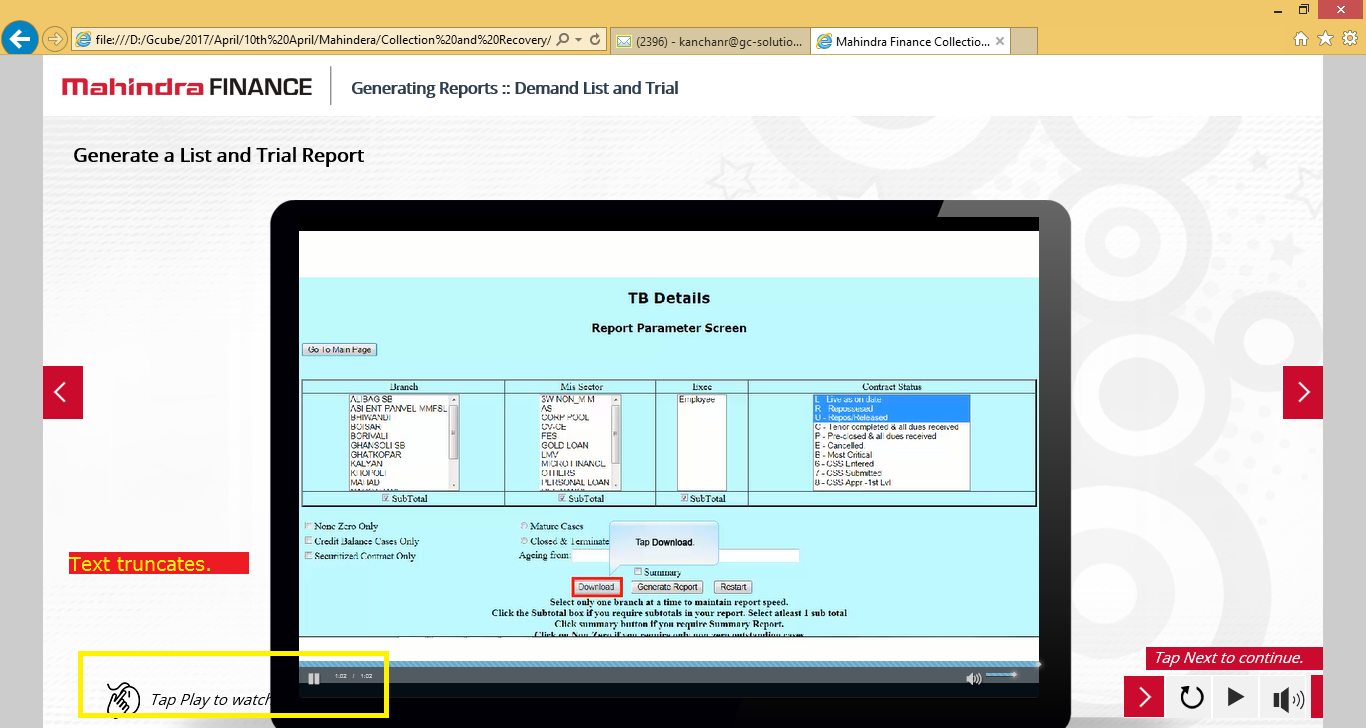 file:///D:/Gcube/2017/April/10th%20April/Mahindera/Collection%20and%20Recovery/
(2396) - kanchanr@gc-solutio...
Mahindra Finance Collectio...
Mahindra FINANCE
Generating Reports :: Demand List and Trial
Generate a List and Trial Report
TB Details
Report Parameter Screen
Go To Main Page
Branch Mis Sector Exec Contract Status
ALIBAG SB
ASHENT PANVEL MMFSL
BHIWANDI
BOISAR
BORIVALI
GHANSOLI SB
GHATKOPAR
KALYAN
KHOPOLI
MAHAD
3W NON_M M
AS
CORP POOL
CV-CE
FES
GOLD LOAN
LMV
MICRO FINANCE
OTHERS
PERSONAL LOAN
Employee
L - Live as on date
R - Repossesed
U - Repos/Released
C - Tenor completed & all dues received
P - Pre-closed & all dues received
E - Cancelled
B - Most Critical
6 - CSS Entered
7 - CSS Submitted
8 - CSS Appr -1st Lvl
SubTotal SubTotal SubTotal
None Zero Only
Credit Balance Cases Only
Securitized Contract Only
Mature Cases
Closed & Terminate
Ageing from:
Tap Download.
Summary
Download Generate Report Restart
Select only one branch at a time to maintain report speed.
Click the Subtotal box if you require subtotals in your report. Select atleast 1 sub total
Click summary button if you require Summary Report.
Click on Non Zero if you require only non zero outstanding cases
Text truncates.
1:02 / 1:02
Tap Play to watch
Tap Next to continue.